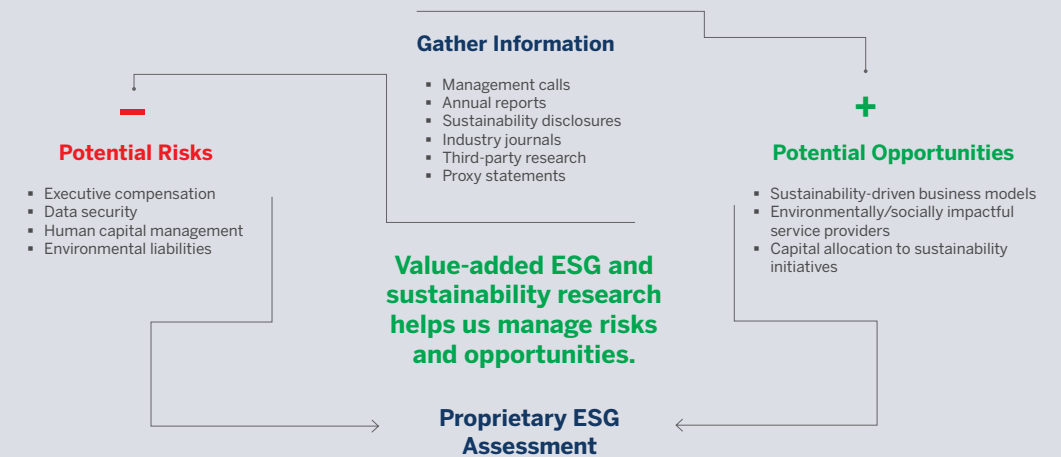 Gather Information
▪ Management calls
▪ Annual reports
▪ Sustainability disclosures
▪ Industry journals
▪ Third-party research
▪ Proxy statements
–
Potential Risks
▪ Executive compensation
▪ Data security
▪ Human capital management
▪ Environmental liabilities
+
Potential Opportunities
▪ Sustainability-driven business models
▪ Environmentally/socially impactful
service providers
▪ Capital allocation to sustainability
initiatives
Value-added ESG and
sustainability research
helps us manage risks
and opportunities.
Proprietary ESG
Assessment